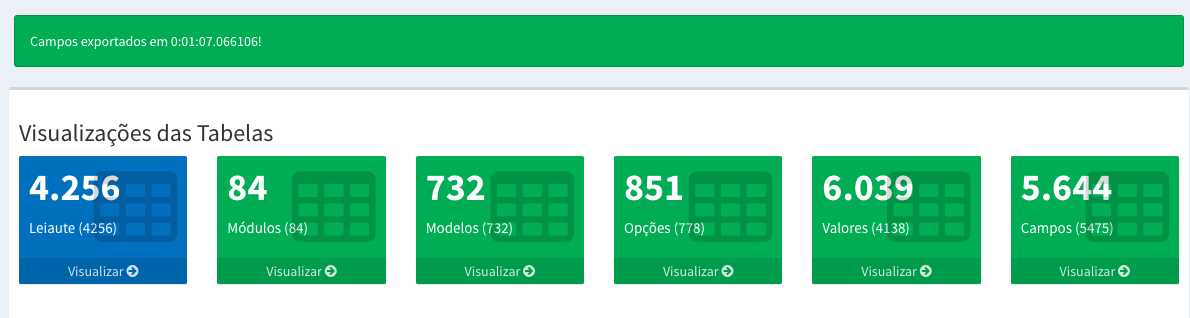 Campos exportados em 0:01:07.066106!
Visualizações das Tabelas
4.256
Leiaute (4256)
Visualizar
84
Módulos (84)
Visualizar
732
Modelos (732)
Visualizar
851
Opções (778)
Visualizar
6.039
Valores (4138)
Visualizar
5.644
Campos (5475)
Visualizar